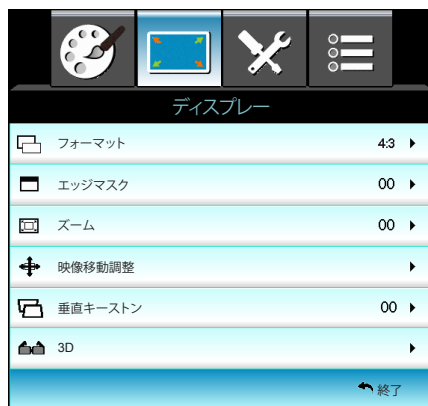 ディスプレー
フォーマット 4:3
エッジマスク 00
ズーム 00
映像移動調整
垂直キーストン 00
3D
終了